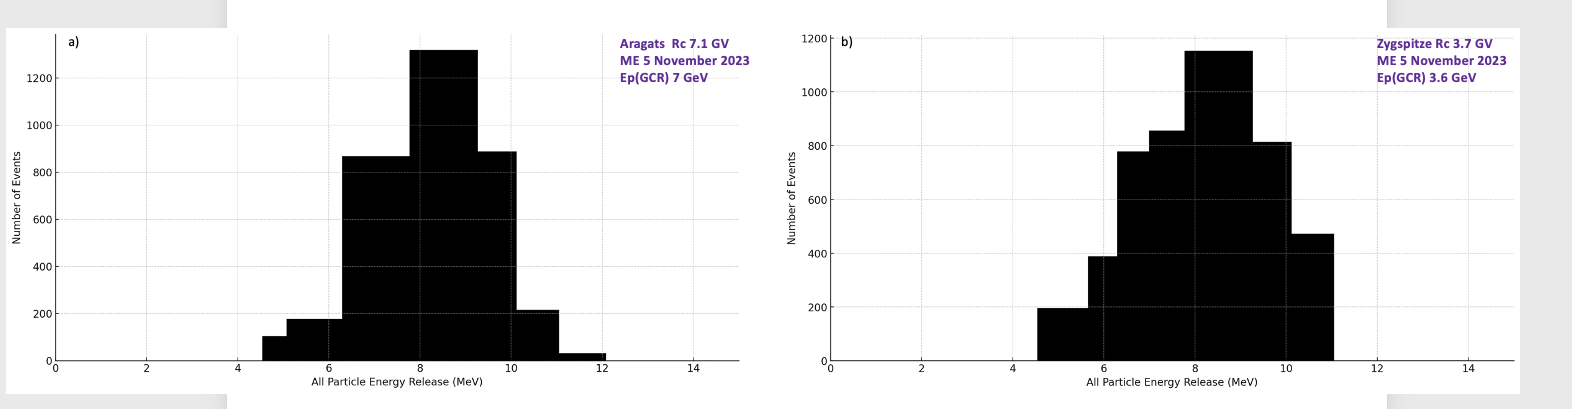 a)
Aragats Rc 7.1 GV
ME 5 November 2023
Ep(GCR) 7 GeV
1200
1000
800
600
400
200
0
Number of Events
0 2 4 6 8 10 12 14
All Particle Energy Release (MeV)
b)
Zygspitze Rc 3.7 GV
ME 5 November 2023
Ep(GCR) 3.6 GeV
1200
1000
800
600
400
200
0
Number of Events
0 2 4 6 8 10 12 14
All Particle Energy Release (MeV)